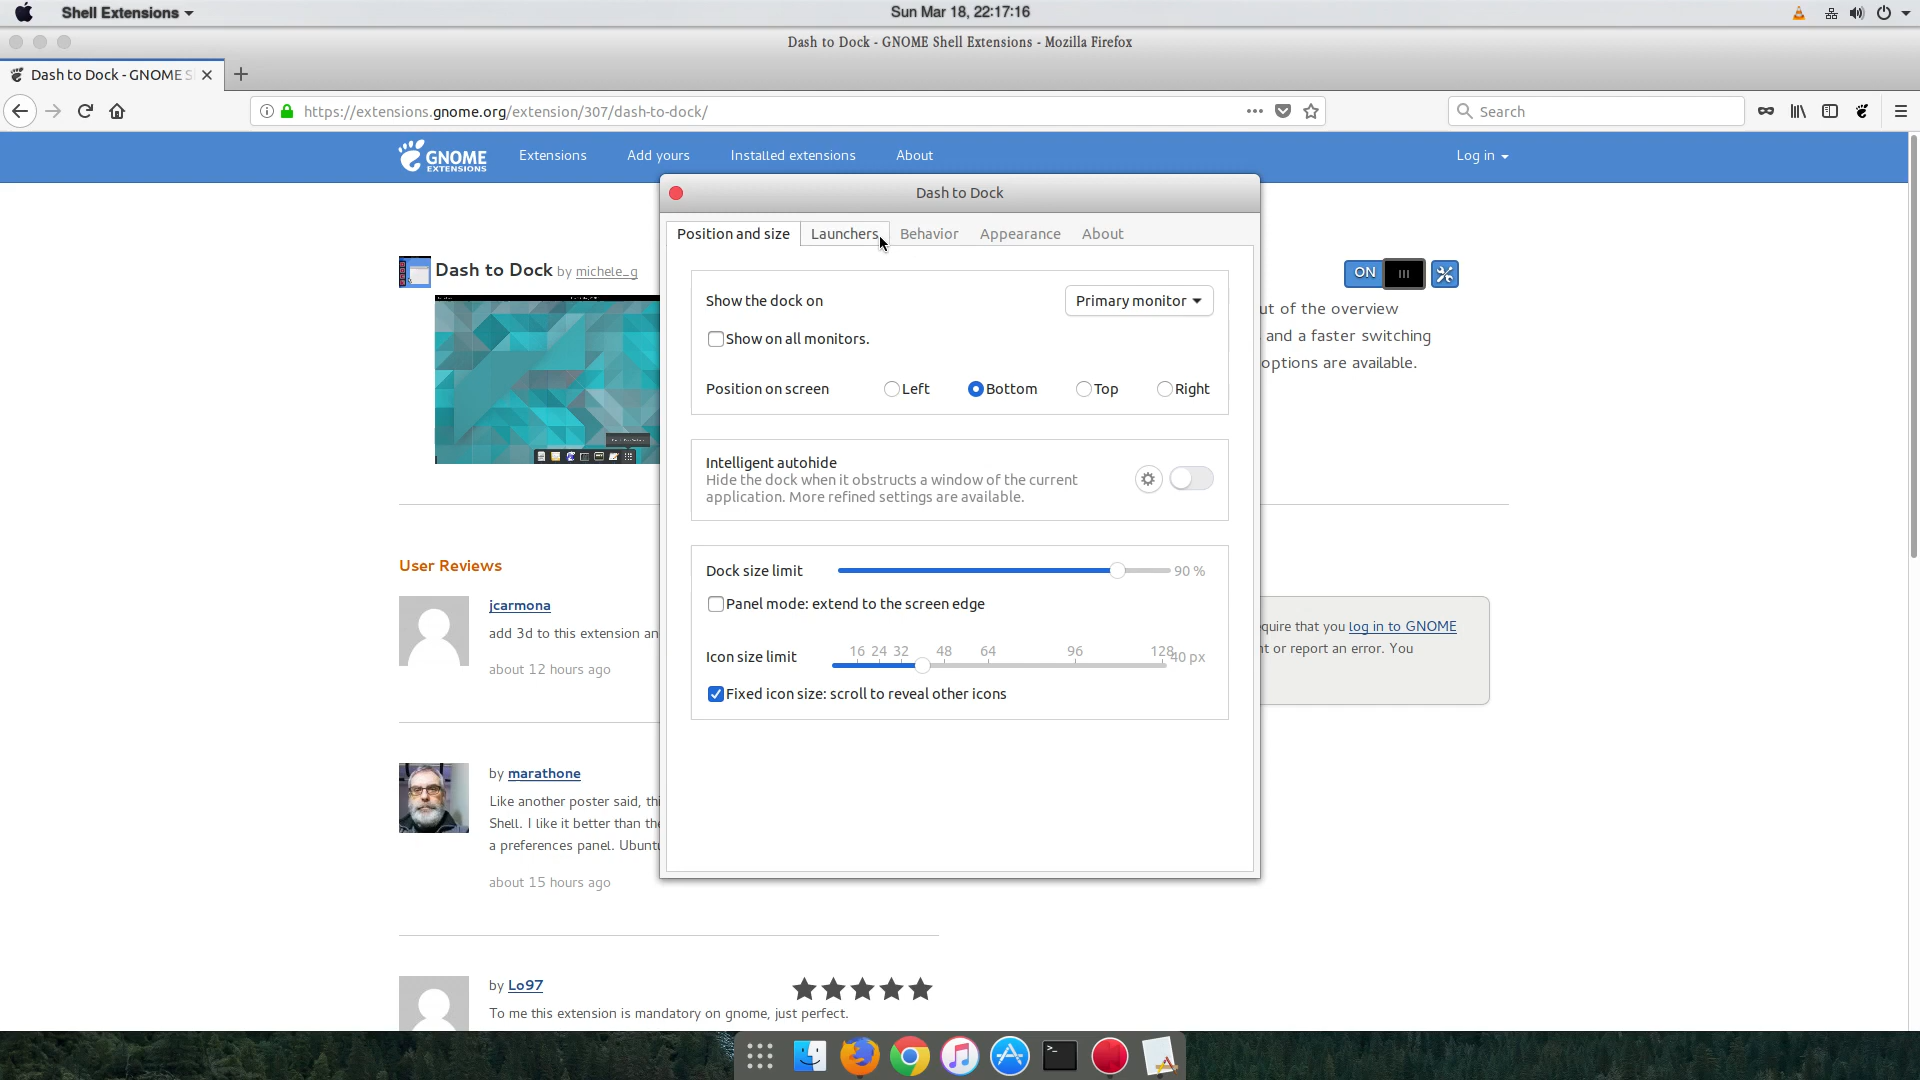 Shell Extensions
Sun Mar 18, 22:17:16
Dash to Dock - GNOME Shell Extensions - Mozilla Firefox
Dash to Dock - GNOME S
https://extensions.gnome.org/extension/307/dash-to-dock/
Search
GNOME
EXTENSIONS
Extensions
Add yours
Installed extensions
About
Log in
Dash to Dock
Position and size
Launchers
Behavior
Appearance
About
Dash to Dock by michele_g
ON
Show the dock on
Primary monitor
Show on all monitors.
Position on screen
Left
Bottom
Top
Right
ut of the overview
and a faster switching
options are available.
Intelligent autohide
Hide the dock when it obstructs a window of the current
application. More refined settings are available.
Dock size limit
90 %
Panel mode: extend to the screen edge
Icon size limit
16 24 32 48 64 96 128
40 px
Fixed icon size: scroll to reveal other icons
User Reviews
jcarmona
add 3d to this extension an
about 12 hours ago
quire that you log in to GNOME
nt or report an error. You
by marathone
Like another poster said, thi
Shell. I like it better than the
a preferences panel. Ubunt
about 15 hours ago
by Lo97
To me this extension is mandatory on gnome, just perfect.